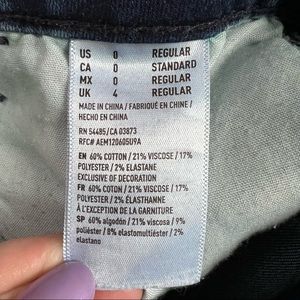 US 0 REGULAR
CA 0 STANDARD
MX 0 REGULAR
UK 4 REGULAR
MADE IN CHINA / FABRIQUÉ EN CHINE /
HECHO EN CHINA
RN 54485/CA 03873
RFC# AEM120605U9A
EN 60% COTTON / 21% VISCOSE / 17%
POLYESTER / 2% ELASTANE
EXCLUSIVE OF DECORATION
FR 60% COTON / 21% VISCOSE / 17%
POLYESTER / 2% ÉLASTHANNE
À L'EXCEPTION DE LA GARNITURE
SP 60% algodón / 21% viscosa / 9%
poliéster / 8% elastomultiéster / 2%
elastano